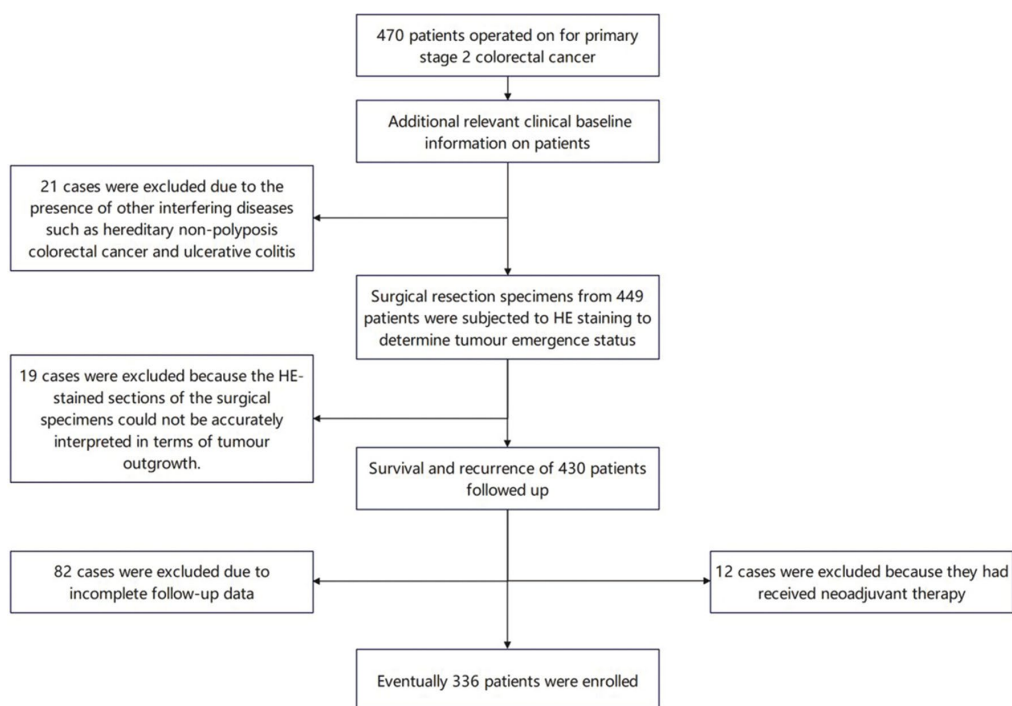 470 patients operated on for primary
stage 2 colorectal cancer
Additional relevant clinical baseline
information on patients
21 cases were excluded due to the
presence of other interfering diseases
such as hereditary non-polyposis
colorectal cancer and ulcerative colitis
Surgical resection specimens from 449
patients were subjected to HE staining to
determine tumour emergence status
19 cases were excluded because the HE-
stained sections of the surgical
specimens could not be accurately
interpreted in terms of tumour
outgrowth.
Survival and recurrence of 430 patients
followed up
82 cases were excluded due to
incomplete follow-up data
12 cases were excluded because they had
received neoadjuvant therapy
Eventually 336 patients were enrolled